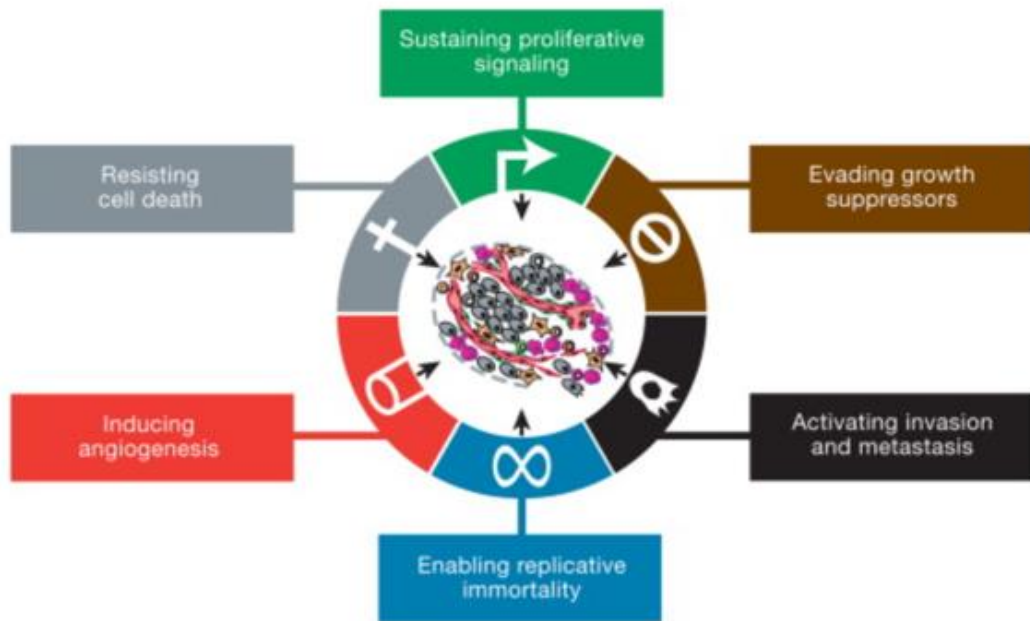 Sustaining proliferative
signaling
Resisting
cell death
Evading growth
suppressors
Inducing
angiogenesis
Activating invasion
and metastasis
Enabling replicative
immortality